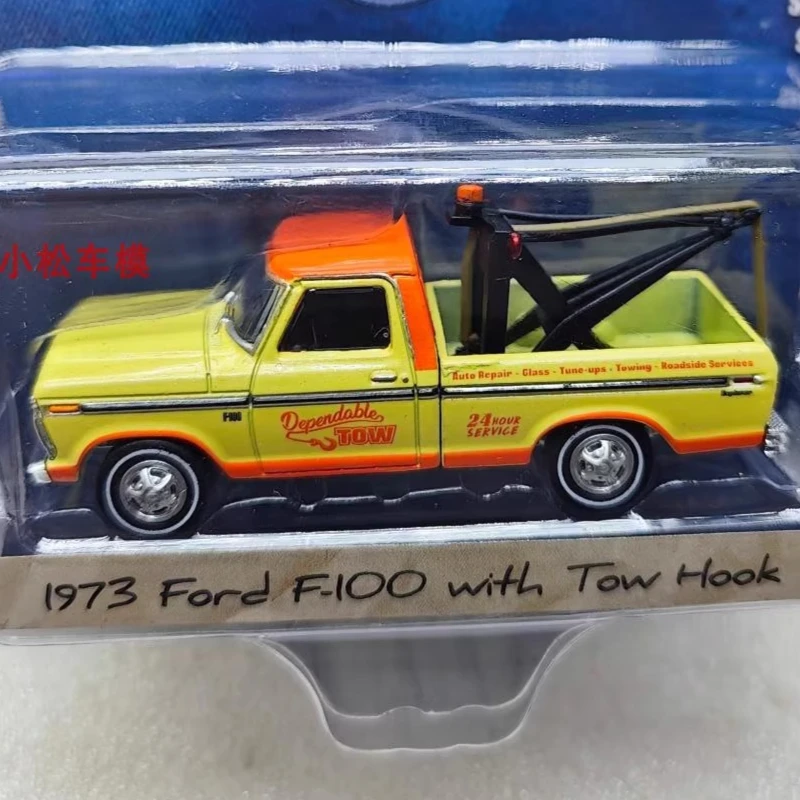 小松车模
Auto Repair - Glass - Tune-ups - Towing - Roadside Services
F-100
Dependable
TOW
24 HOUR
SERVICE
1973 Ford F-100 with Tow Hook